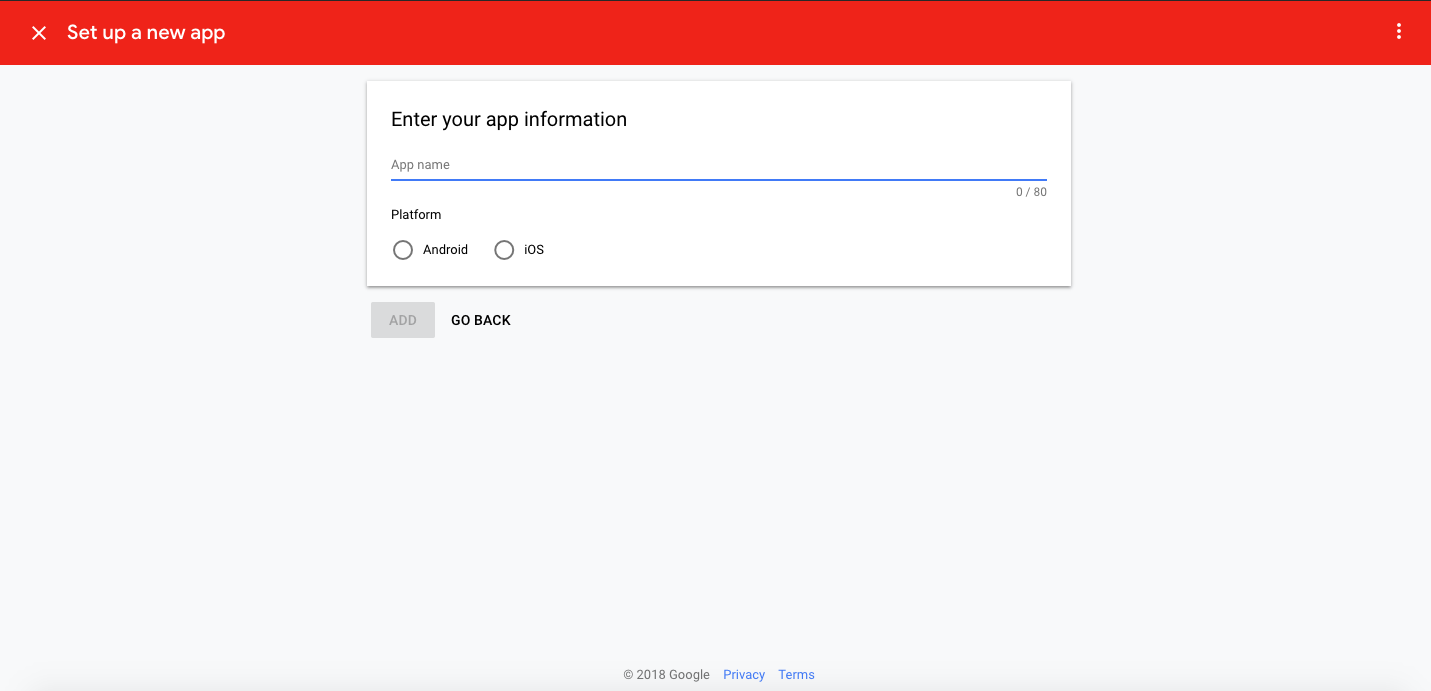 Set up a new app
Enter your app information
App name
0 / 80
Platform
Android iOS
ADD GO BACK
© 2018 Google Privacy Terms